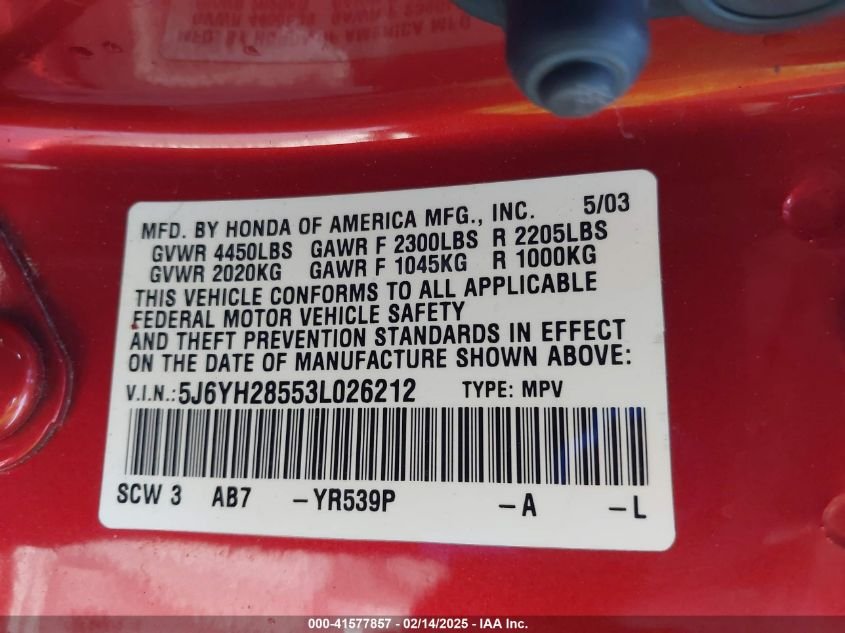 MFD. BY HONDA OF AMERICA MFG., INC. 5/03
GVWR 4450LBS GAWR F 2300LBS R 2205LBS
GVWR 2020KG GAWR F 1045KG R 1000KG
THIS VEHICLE CONFORMS TO ALL APPLICABLE
FEDERAL MOTOR VEHICLE SAFETY
AND THEFT PREVENTION STANDARDS IN EFFECT
ON THE DATE OF MANUFACTURE SHOWN ABOVE:
V.I.N.:5J6YH28553L026212 TYPE: MPV
SCW 3 AB7 -YR539P -A -L
000-41577857 - 02/14/2025 - IAA Inc.